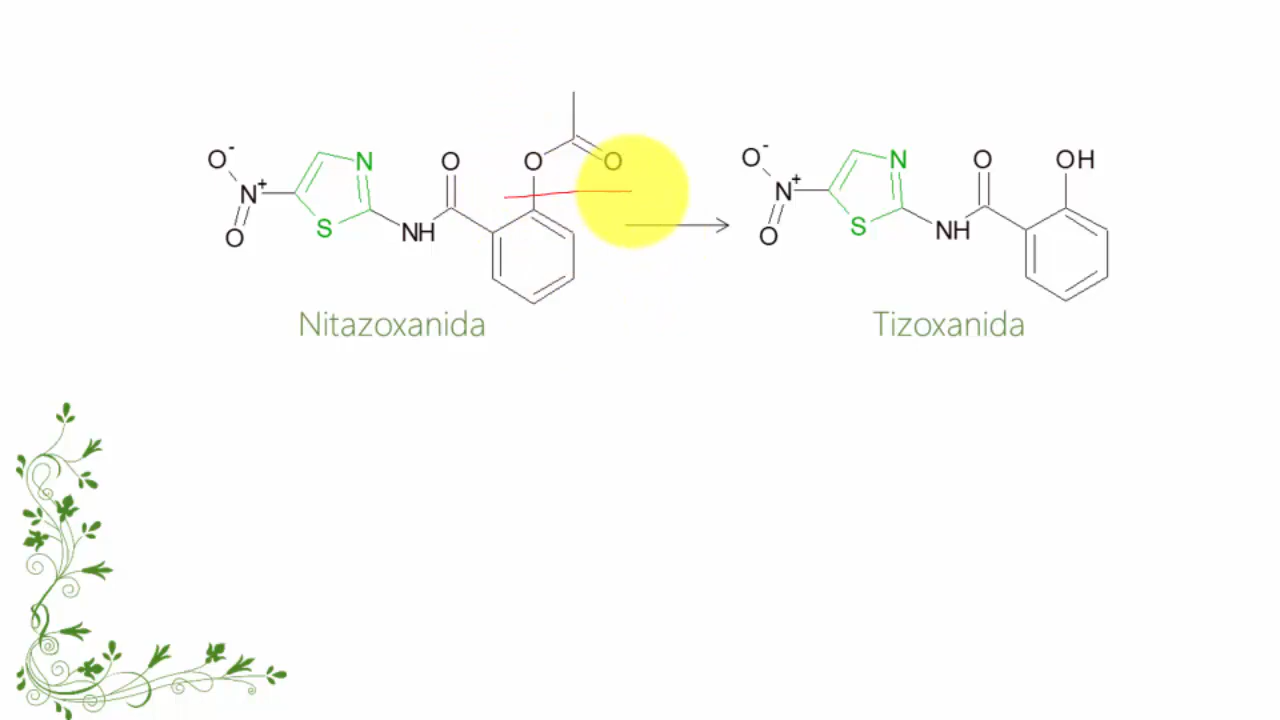 O
O
O⁻
N
O⁻
N
O
OH
N⁺
N⁺
S
NH
S
NH
O
O
Nitazoxanida
Tizoxanida